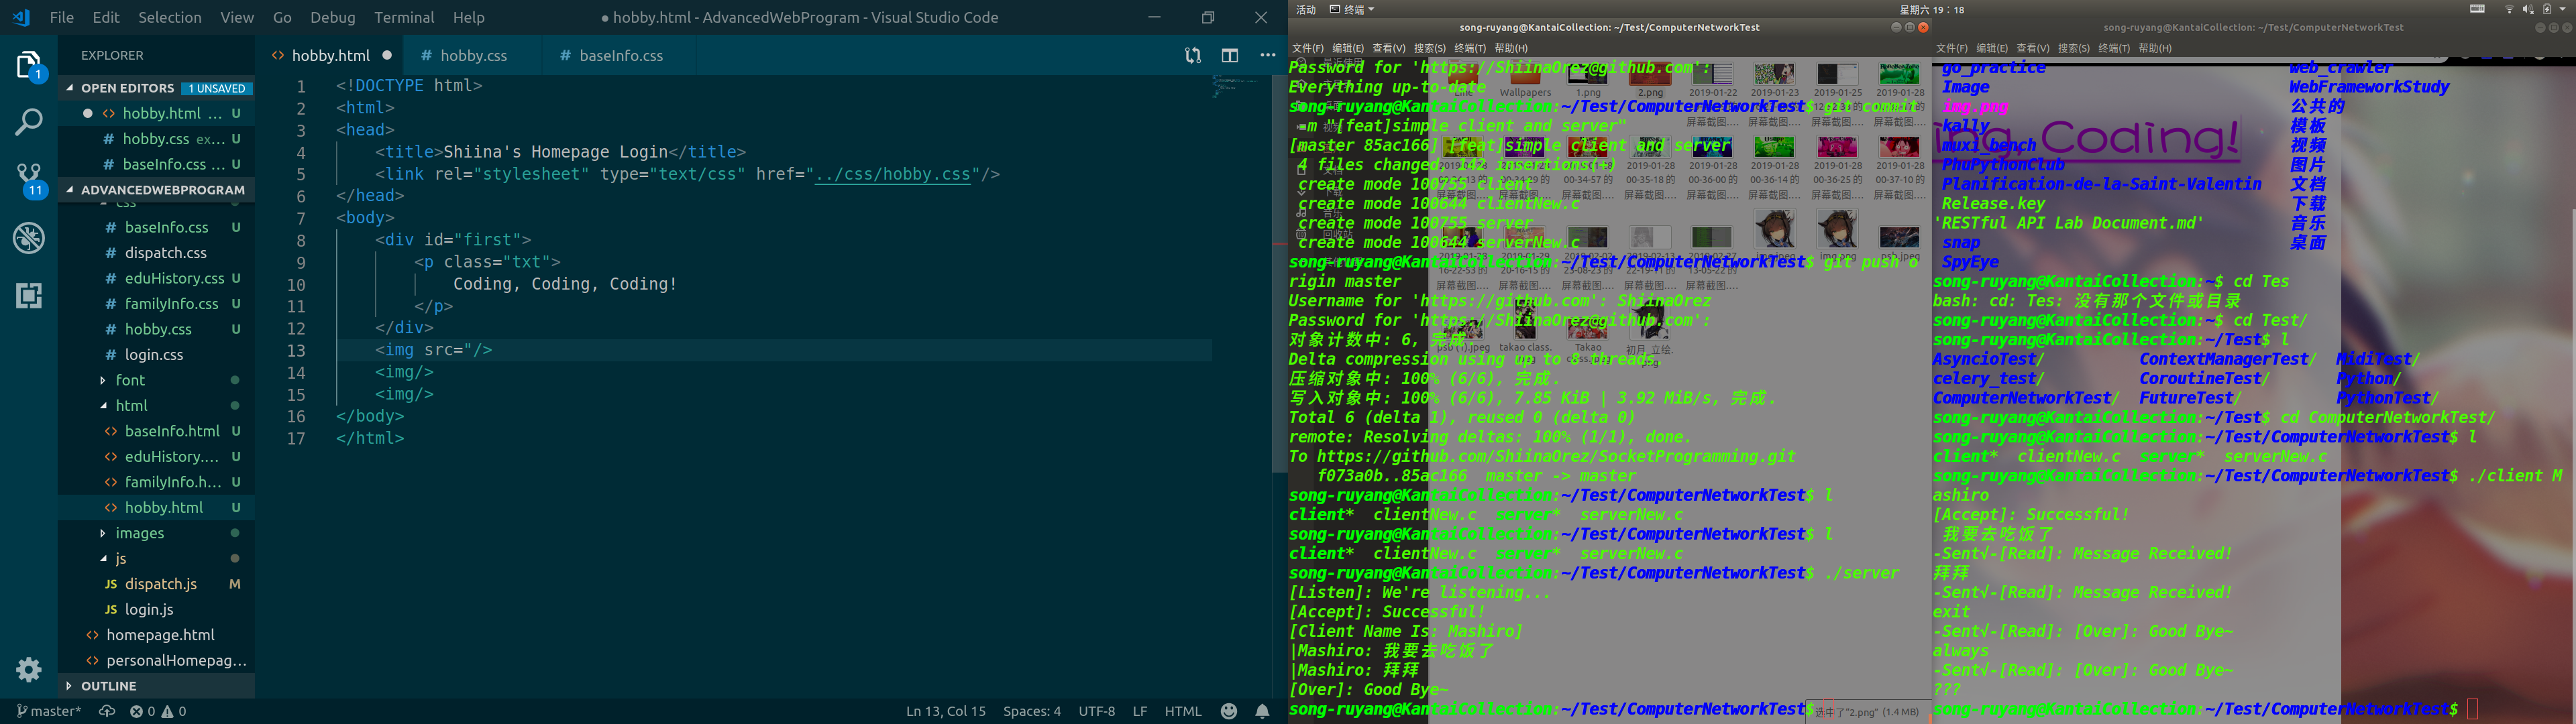 File Edit Selection View Go Debug Terminal Help
● hobby.html - AdvancedWebProgram - Visual Studio Code
EXPLORER
OPEN EDITORS 1 UNSAVED
hobby.html ... U
# hobby.css ex... U
# baseInfo.css ... U
ADVANCEDWEBPROGRAM
css
# baseInfo.css U
# dispatch.css
# eduHistory.css U
# familyInfo.css U
# hobby.css U
# login.css
font
html
baseInfo.html U
eduHistory.... U
familyInfo.h... U
hobby.html U
images
js
JS dispatch.js M
JS login.js
homepage.html
personalHomepag...
OUTLINE
1
11
<> hobby.html ●
# hobby.css
# baseInfo.css
1 <!DOCTYPE html>
2 <html>
3 <head>
4 <title>Shiina's Homepage Login</title>
5 <link rel="stylesheet" type="text/css" href="../css/hobby.css"/>
6 </head>
7 <body>
8 <div id="first">
9 <p class="txt">
10 Coding, Coding, Coding!
11 </p>
12 </div>
13 <img src="/>
14 <img/>
15 <img/>
16 </body>
17 </html>
master* 0 0
Ln 13, Col 15 Spaces: 4 UTF-8 LF HTML
活动 终端
星期六 19：18
song-ruyang@KantaiCollection: ~/Test/ComputerNetworkTest
文件(F) 编辑(E) 查看(V) 搜索(S) 终端(T) 帮助(H)
Password for 'https://ShiinaOrez@github.com':
Everything up-to-date
song-ruyang@KantaiCollection:~/Test/ComputerNetworkTest$ git commit
-m "[feat]simple client and server"
[master 85ac166] [feat]simple client and server
4 files changed, 142 insertions(+)
create mode 100755 client
create mode 100644 clientNew.c
create mode 100755 server
create mode 100644 serverNew.c
song-ruyang@KantaiCollection:~/Test/ComputerNetworkTest$ git push o
rigin master
Username for 'https://github.com': ShiinaOrez
Password for 'https://ShiinaOrez@github.com':
对象计数中: 6, 完成.
Delta compression using up to 8 threads.
压缩对象中: 100% (6/6), 完成.
写入对象中: 100% (6/6), 7.85 KiB | 3.92 MiB/s, 完成.
Total 6 (delta 1), reused 0 (delta 0)
remote: Resolving deltas: 100% (1/1), done.
To https://github.com/ShiinaOrez/SocketProgramming.git
f073a0b..85ac166 master -> master
song-ruyang@KantaiCollection:~/Test/ComputerNetworkTest$ l
client* clientNew.c server* serverNew.c
song-ruyang@KantaiCollection:~/Test/ComputerNetworkTest$ l
client* clientNew.c server* serverNew.c
song-ruyang@KantaiCollection:~/Test/ComputerNetworkTest$ ./server
[Listen]: We're listening...
[Accept]: Successful!
[Client Name Is: Mashiro]
|Mashiro: 我要去吃饭了
|Mashiro: 拜拜
[Over]: Good Bye~
song-ruyang@KantaiCollection:~/Test/ComputerNetworkTest$
选中了"2.png" (1.4 MB)
song-ruyang@KantaiCollection: ~/Test/ComputerNetworkTest
文件(F) 编辑(E) 查看(V) 搜索(S) 终端(T) 帮助(H)
go_practice web_crawler
Image WebFrameworkStudy
img.png 公共的
kally 模板
muxi_bench 视频
PhuPythonClub 图片
Planification-de-la-Saint-Valentin 文档
Release.key 下载
'RESTful API Lab Document.md' 音乐
snap 桌面
SpyEye
song-ruyang@KantaiCollection:~$ cd Tes
bash: cd: Tes: 没有那个文件或目录
song-ruyang@KantaiCollection:~$ cd Test/
song-ruyang@KantaiCollection:~/Test$ l
AsyncioTest/ ContextManagerTest/ MidiTest/
celery_test/ CoroutineTest/ Python/
ComputerNetworkTest/ FutureTest/ PythonTest/
song-ruyang@KantaiCollection:~/Test$ cd ComputerNetworkTest/
song-ruyang@KantaiCollection:~/Test/ComputerNetworkTest$ l
client* clientNew.c server* serverNew.c
song-ruyang@KantaiCollection:~/Test/ComputerNetworkTest$ ./client M
ashiro
[Accept]: Successful!
我要去吃饭了
-Sent√-[Read]: Message Received!
拜拜
-Sent√-[Read]: Message Received!
exit
-Sent√-[Read]: [Over]: Good Bye~
always
-Sent√-[Read]: [Over]: Good Bye~
???
song-ruyang@KantaiCollection:~/Test/ComputerNetworkTest$
ing, Coding!